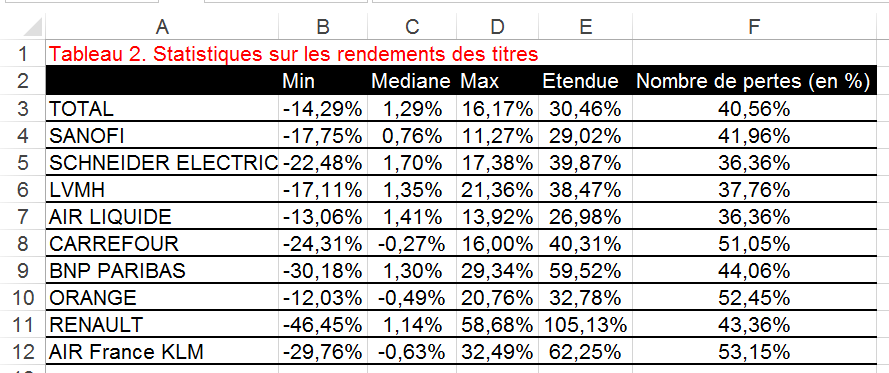 A B C D E F
1 Tableau 2. Statistiques sur les rendements des titres
2 Min Mediane Max Etendue Nombre de pertes (en %)
3 TOTAL -14,29% 1,29% 16,17% 30,46% 40,56%
4 SANOFI -17,75% 0,76% 11,27% 29,02% 41,96%
5 SCHNEIDER ELECTRIC -22,48% 1,70% 17,38% 39,87% 36,36%
6 LVMH -17,11% 1,35% 21,36% 38,47% 37,76%
7 AIR LIQUIDE -13,06% 1,41% 13,92% 26,98% 36,36%
8 CARREFOUR -24,31% -0,27% 16,00% 40,31% 51,05%
9 BNP PARIBAS -30,18% 1,30% 29,34% 59,52% 44,06%
10 ORANGE -12,03% -0,49% 20,76% 32,78% 52,45%
11 RENAULT -46,45% 1,14% 58,68% 105,13% 43,36%
12 AIR France KLM -29,76% -0,63% 32,49% 62,25% 53,15%